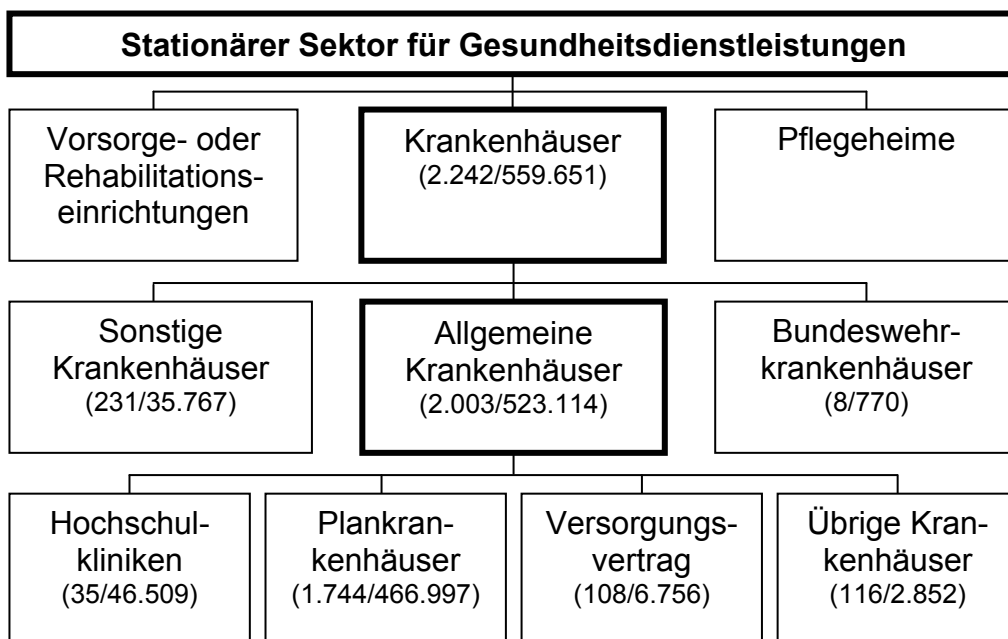 Stationärer Sektor für Gesundheitsdienstleistungen
Vorsorge- oder
Rehabilitations-
einrichtungen
Krankenhäuser
(2.242/559.651)
Pflegeheime
Sonstige
Krankenhäuser
(231/35.767)
Allgemeine
Krankenhäuser
(2.003/523.114)
Bundeswehr-
krankenhäuser
(8/770)
Hochschul-
kliniken
(35/46.509)
Plankran-
kenhäuser
(1.744/466.997)
Versorgungs-
vertrag
(108/6.756)
Übrige Kran-
kenhäuser
(116/2.852)